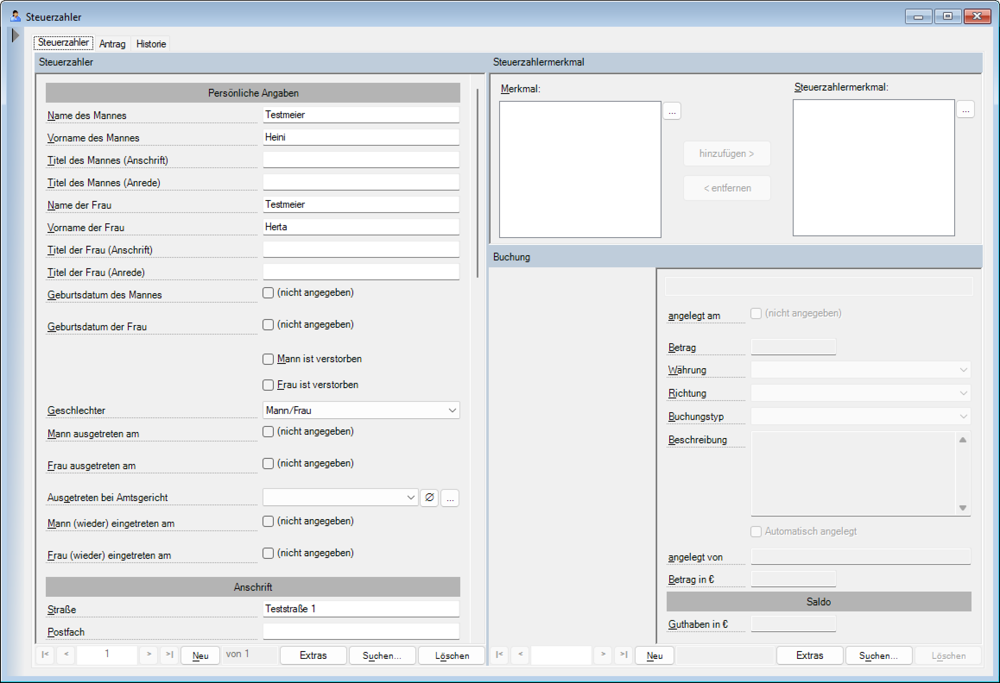 Steuerzahler
Steuerzahler Antrag Historie
Steuerzahler
Persönliche Angaben
Name des Mannes Testmeier
Vorname des Mannes Heini
Titel des Mannes (Anschrift)
Titel des Mannes (Anrede)
Name der Frau Testmeier
Vorname der Frau Herta
Titel der Frau (Anschrift)
Titel der Frau (Anrede)
Geburtsdatum des Mannes (nicht angegeben)
Geburtsdatum der Frau (nicht angegeben)
Mann ist verstorben
Frau ist verstorben
Geschlechter Mann/Frau
Mann ausgetreten am (nicht angegeben)
Frau ausgetreten am (nicht angegeben)
Ausgetreten bei Amtsgericht Ø ...
Mann (wieder) eingetreten am (nicht angegeben)
Frau (wieder) eingetreten am (nicht angegeben)
Anschrift
Straße Teststraße 1
Postfach
|< < 1 > >| Neu von 1 Extras Suchen... Löschen
Steuerzahlermerkmal
Merkmal: Steuerzahlermerkmal:
... ...
hinzufügen >
< entfernen
Buchung
angelegt am (nicht angegeben)
Betrag
Währung
Richtung
Buchungstyp
Beschreibung
Automatisch angelegt
angelegt von
Betrag in €
Saldo
Guthaben in €
|< < > >| Neu Extras Suchen... Löschen